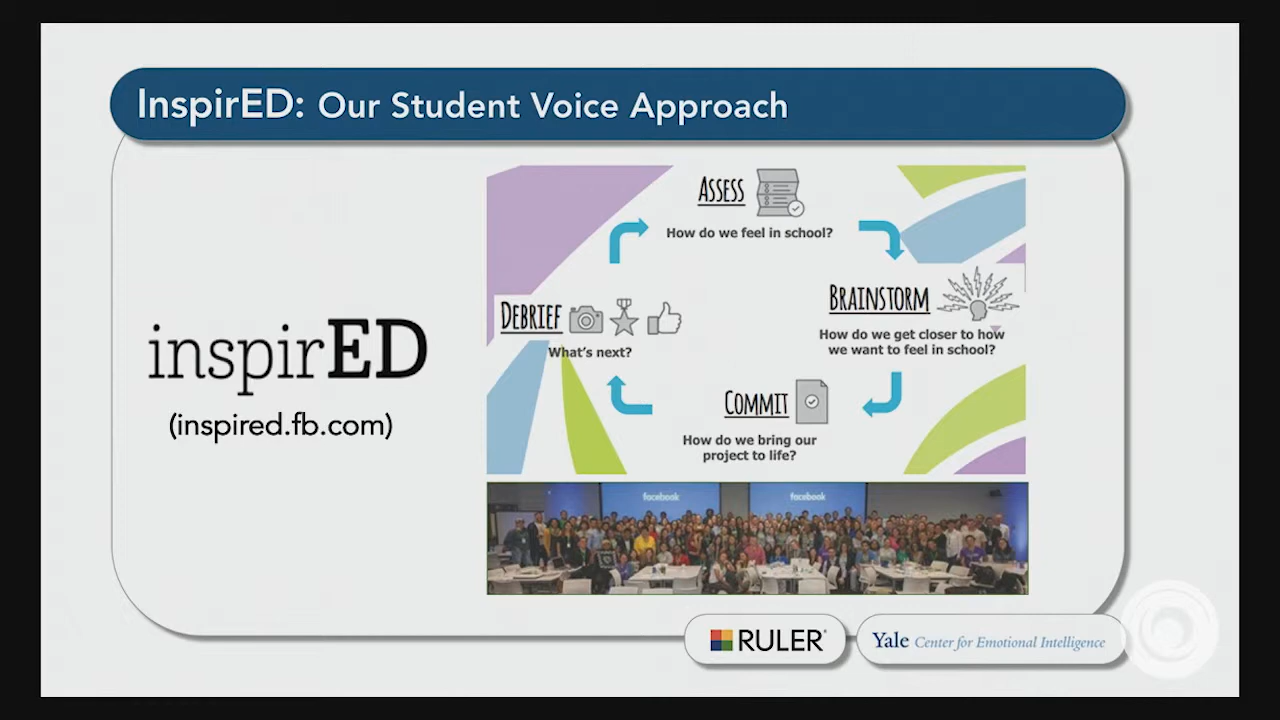 InspirED: Our Student Voice Approach
inspirED
(inspired.fb.com)
ASSESS
How do we feel in school?
BRAINSTORM
How do we get closer to how
we want to feel in school?
COMMIT
How do we bring our
project to life?
DEBRIEF
What's next?
facebook
facebook
RULER®
Yale Center for Emotional Intelligence